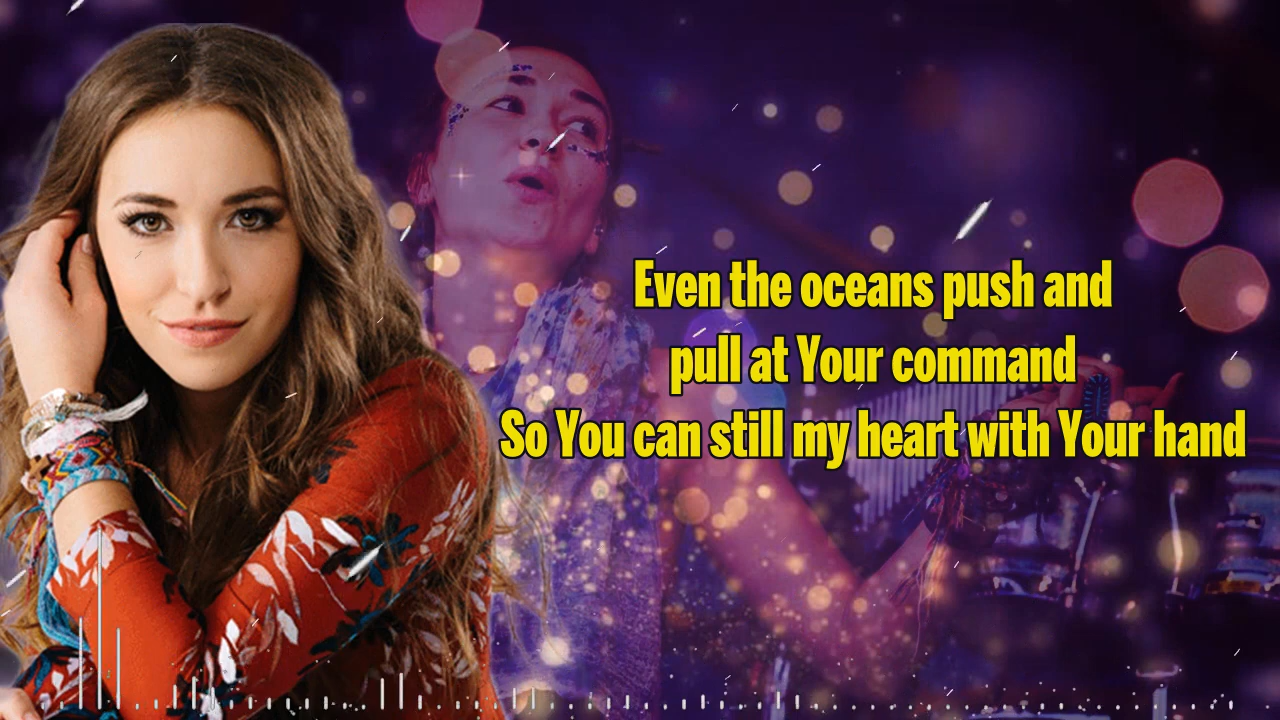 Even the oceans push and
pull at Your command
So You can still my heart with Your hand